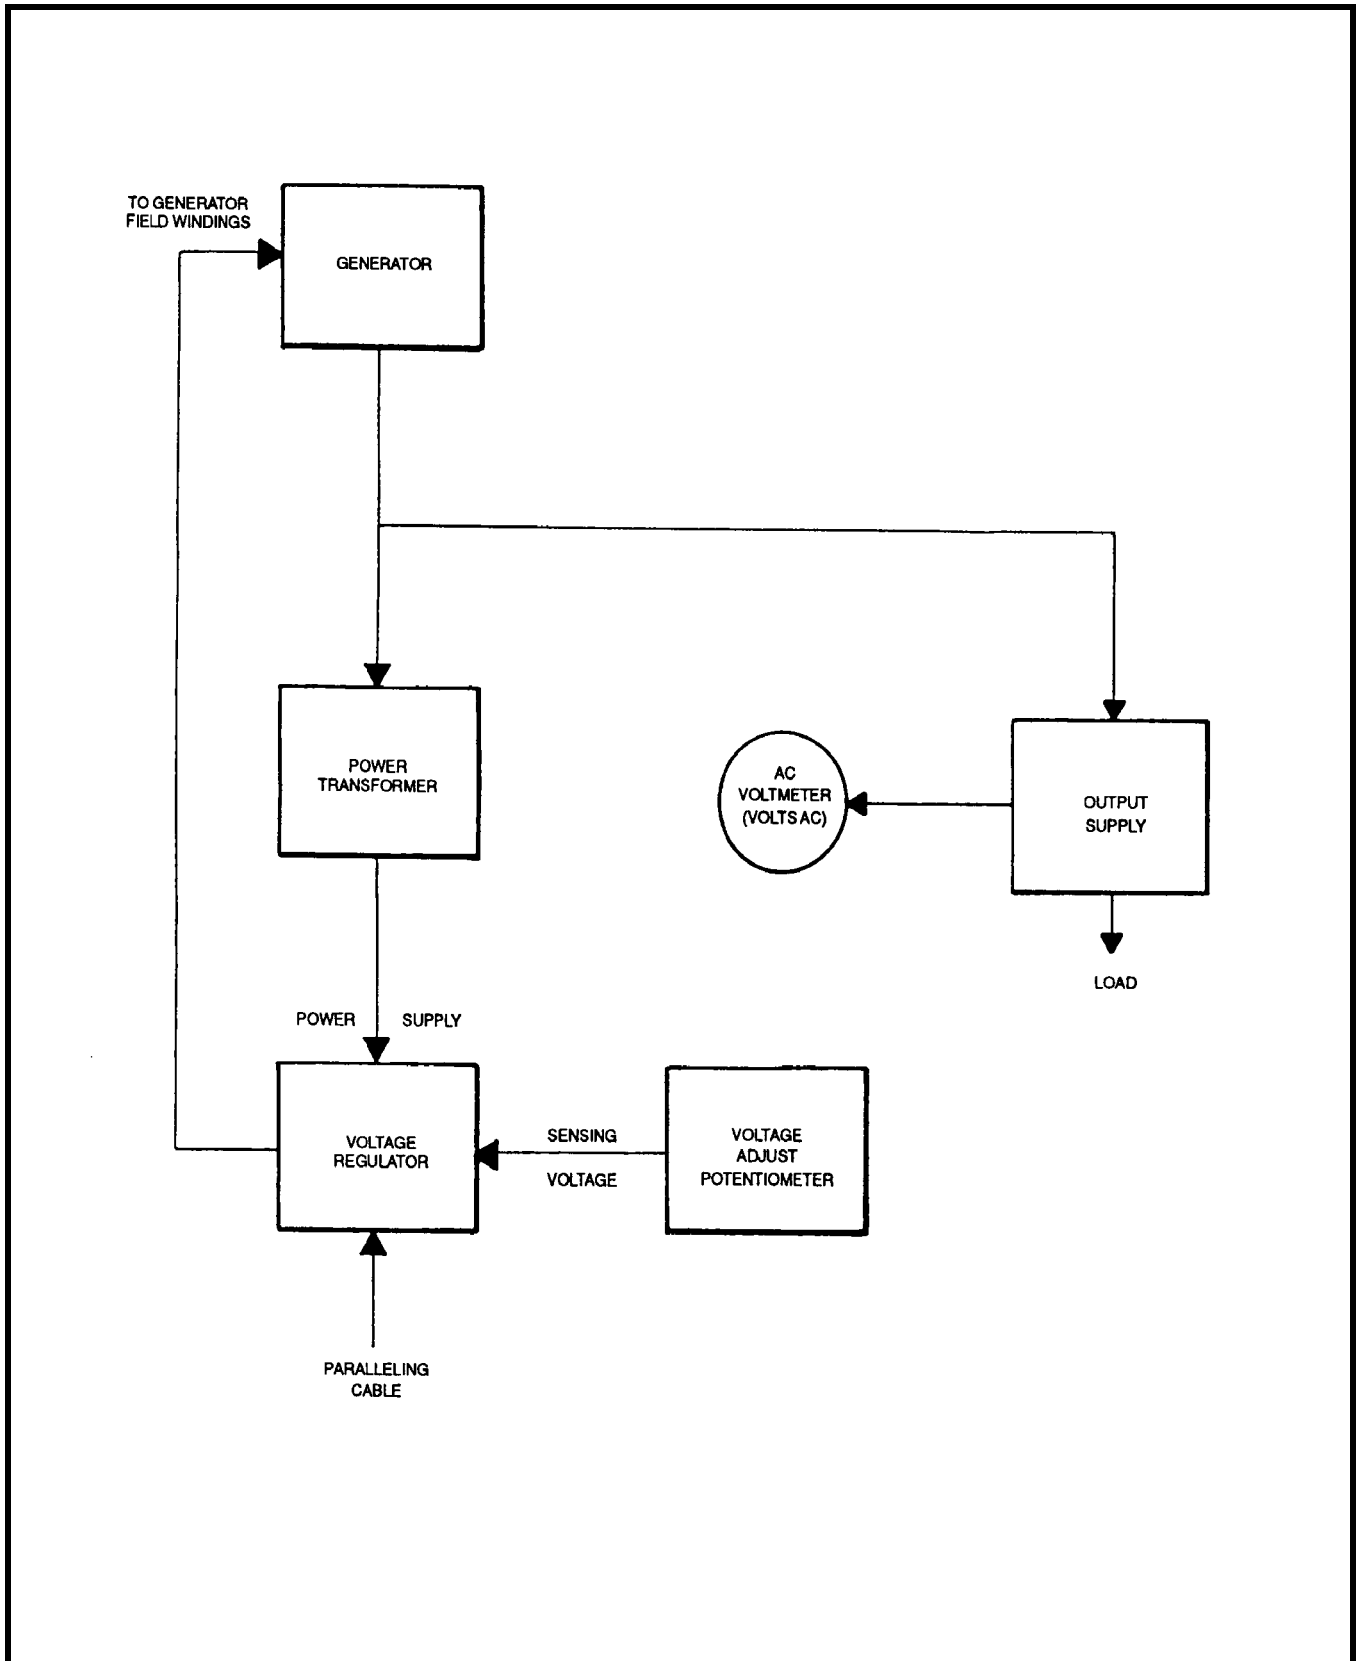 TO GENERATOR
FIELD WINDINGS
GENERATOR
POWER
TRANSFORMER
AC
VOLTMETER
(VOLTS AC)
OUTPUT
SUPPLY
LOAD
POWER SUPPLY
VOLTAGE
REGULATOR
SENSING
VOLTAGE
VOLTAGE
ADJUST
POTENTIOMETER
PARALLELING
CABLE